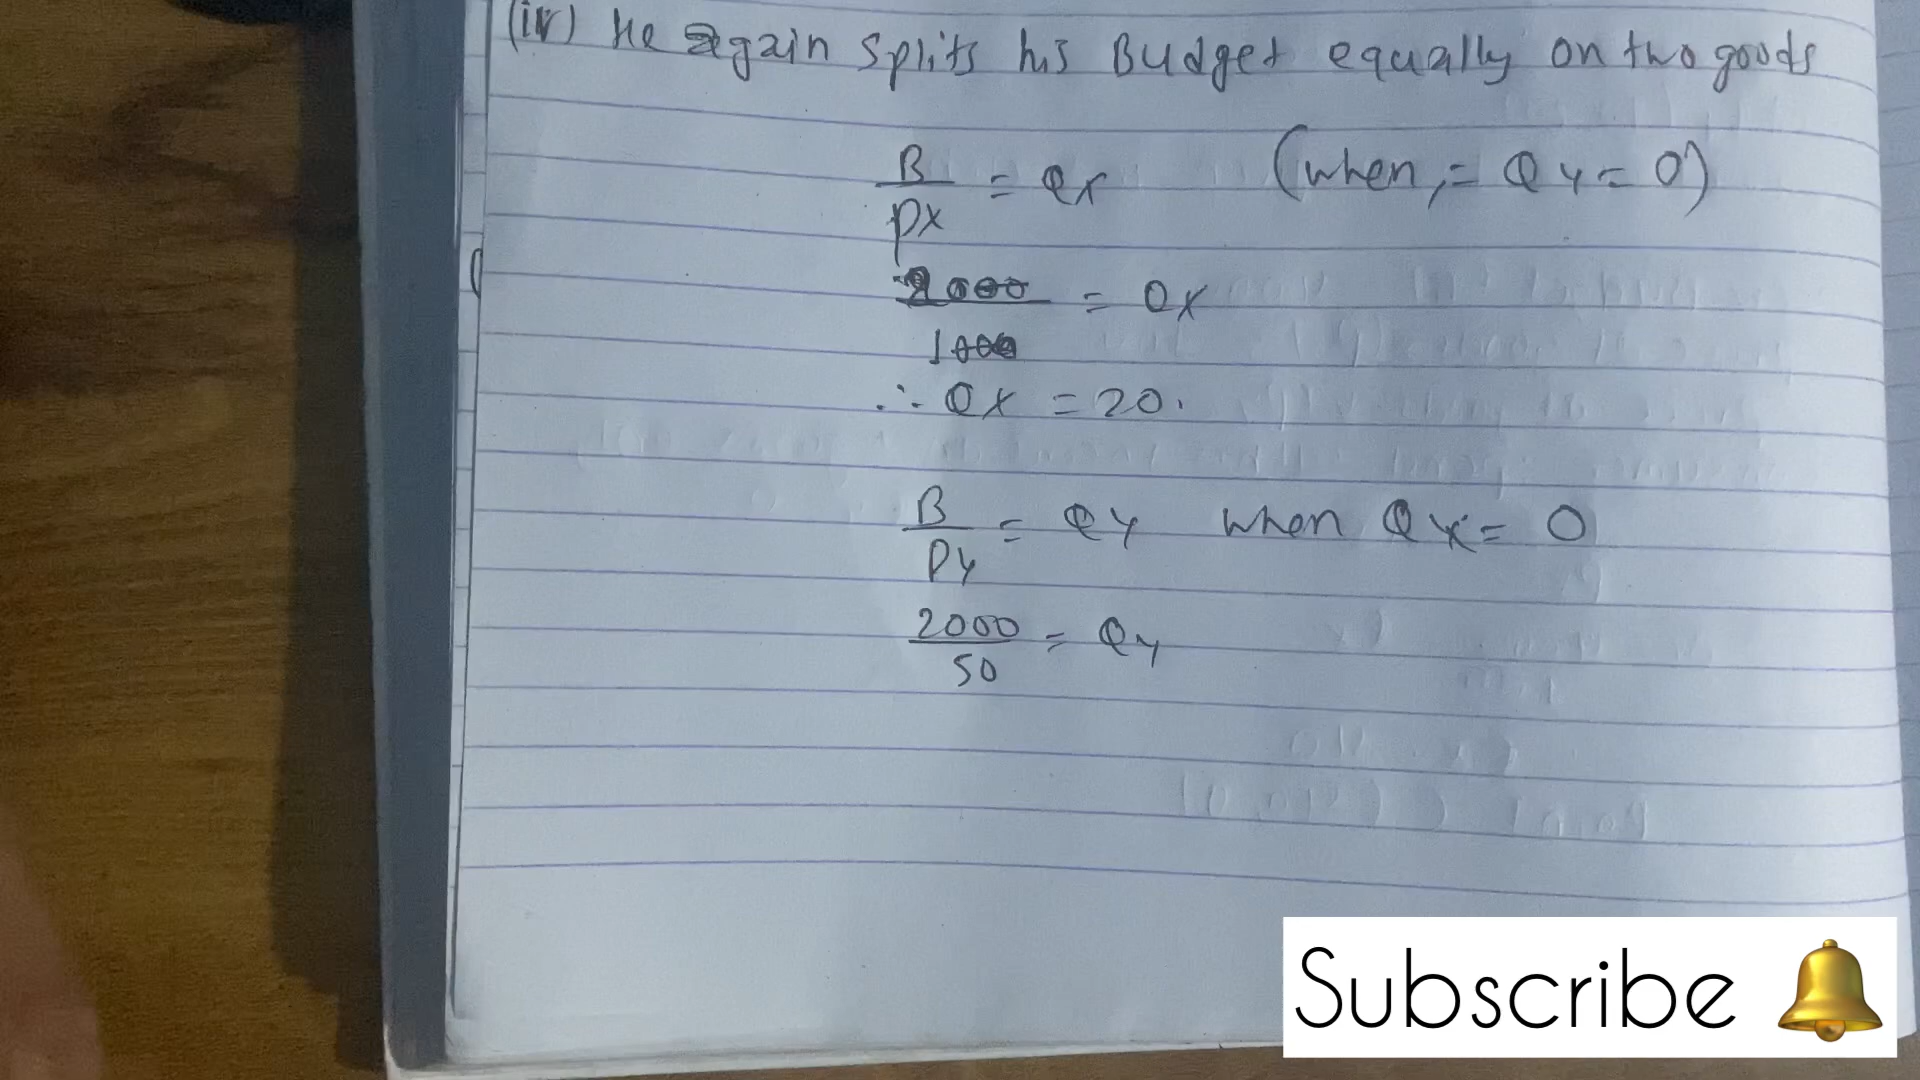 (iv) He again splits his Budget equally on two goods
B/Px = Qx (when, = Qy = 0)
2000/100 = Qx
∴ Qx = 20.
B/Py = Qy when Qx = 0
2000/50 = Qy
Subscribe 🔔